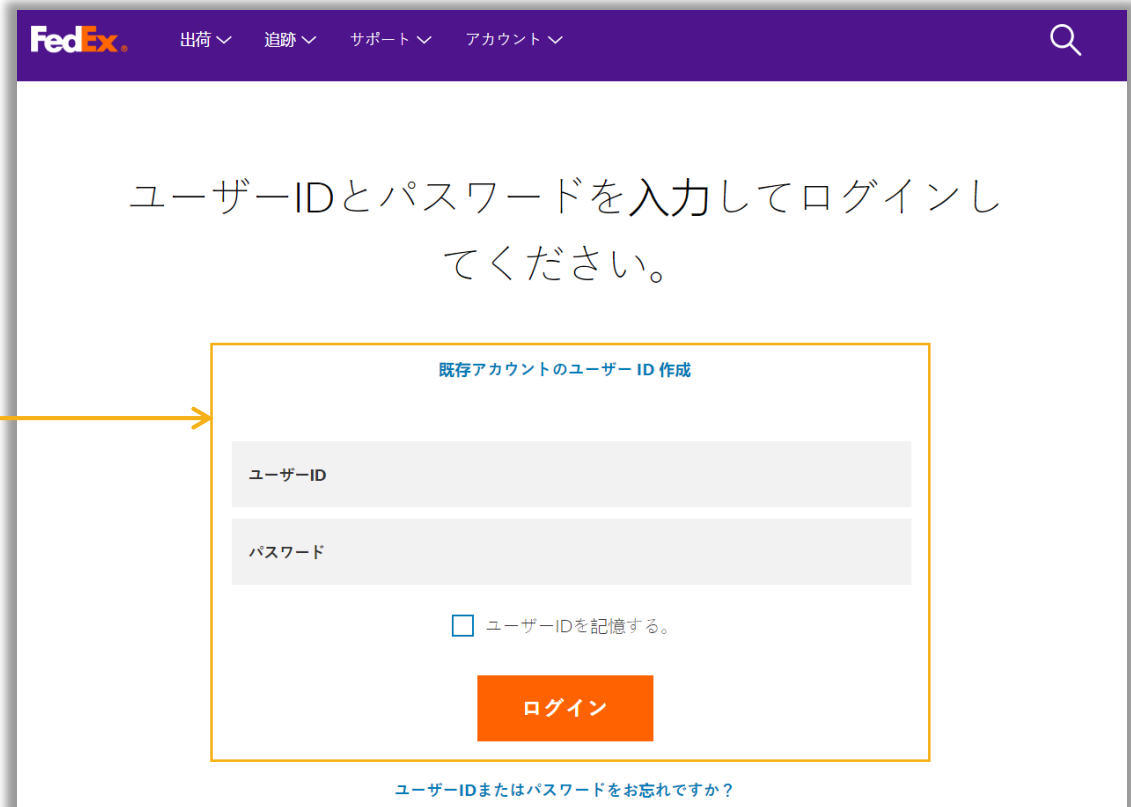 FedEx® 出荷 追跡 サポート アカウント
ユーザーIDとパスワードを入力してログインし
てください。
既存アカウントのユーザー ID 作成
ユーザーID
パスワード
ユーザーIDを記憶する。
ログイン
ユーザーIDまたはパスワードをお忘れですか？